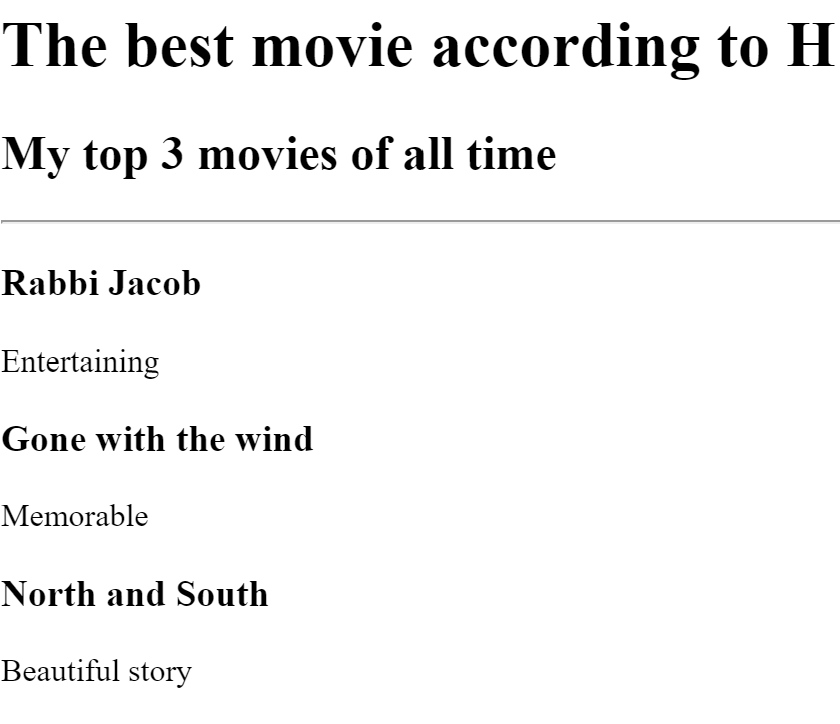 The best movie according to H
My top 3 movies of all time
Rabbi Jacob
Entertaining
Gone with the wind
Memorable
North and South
Beautiful story